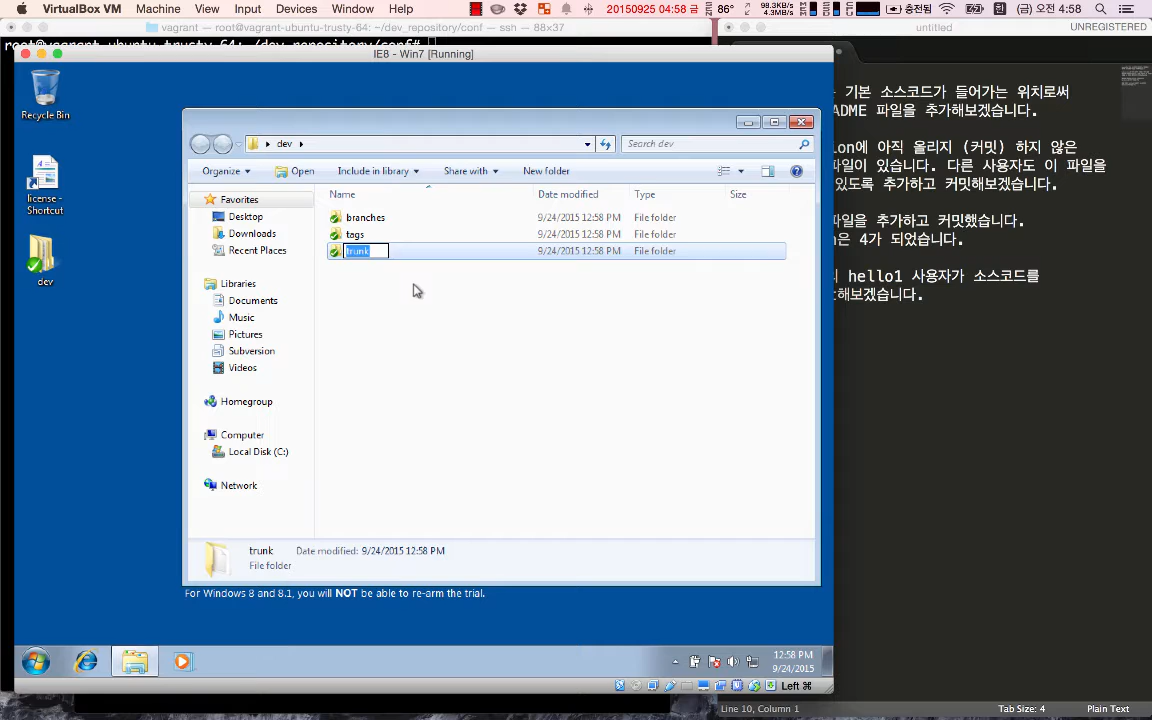 VirtualBox VM Machine View Input Devices Window Help
20150925 04:58 금
98.3KB/s
4.3MB/s
86°
충전됨
(금) 오전 4:58
vagrant — root@vagrant-ubuntu-trusty-64: ~/dev_repository/conf — ssh — 88×37
untitled
UNREGISTERED
IE8 - Win7 [Running]
Recycle Bin
license -
Shortcut
dev
dev
Search dev
Organize
Open
Include in library
Share with
New folder
Name
Date modified
Type
Size
branches 9/24/2015 12:58 PM File folder
tags 9/24/2015 12:58 PM File folder
trunk 9/24/2015 12:58 PM File folder
Favorites
Desktop
Downloads
Recent Places
Libraries
Documents
Music
Pictures
Subversion
Videos
Homegroup
Computer
Local Disk (C:)
Network
trunk Date modified: 9/24/2015 12:58 PM
File folder
For Windows 8 and 8.1, you will NOT be able to re-arm the trial.
12:58 PM
9/24/2015
Left ⌘
기본 소스코드가 들어가는 위치로써
DME 파일을 추가해보겠습니다.
on에 아직 올리지 (커밋) 하지 않은
파일이 있습니다. 다른 사용자도 이 파일을
있도록 추가하고 커밋해보겠습니다.
파일을 추가하고 커밋했습니다.
은 4가 되었습니다.
hello1 사용자가 소스코드를
해보겠습니다.
Line 10, Column 1
Tab Size: 4
Plain Text